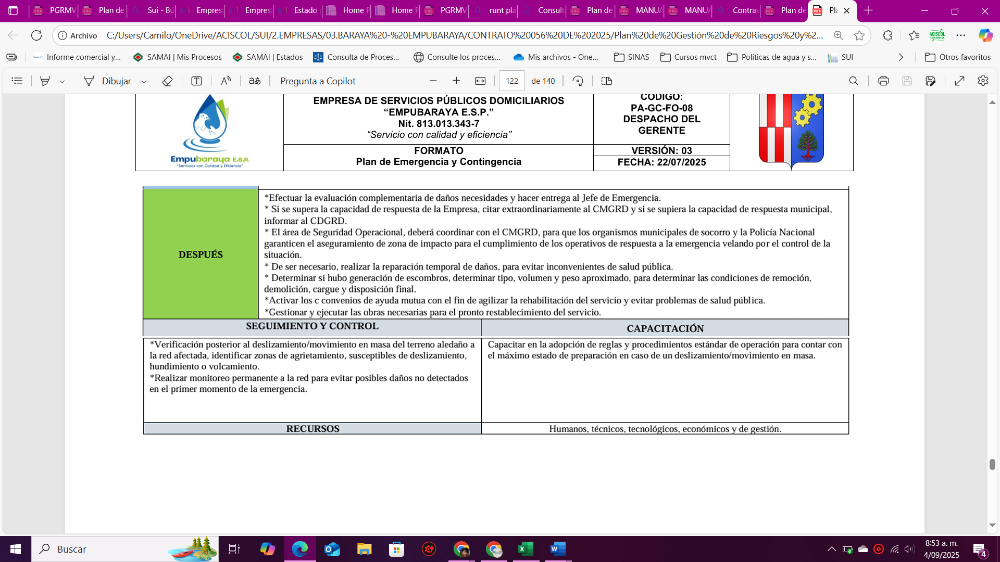 PGRMV
Plan de
Sui - Bú
Empres
Empres
Estado
Home P
Home P
PGRMV
runt pla
Consult
Plan de
MANUA
MANUA
Contrav
Plan de
Pla
Archivo C:/Users/Camilo/OneDrive/ACISCOL/SUI/2.EMPRESAS/03.BARAYA%20-%20EMPUBARAYA/CONTRATO%20056%20DE%202025/Plan%20de%20Gestión%20de%20Riesgos%20y%2...
Informe comercial y...
SAMAI | Mis Procesos
SAMAI | Estados
Consulta de Proces...
Consulte los proces...
Mis archivos - One...
SINAS
Cursos mvct
Politicas de agua y s...
SUI
Otros favoritos
Dibujar
Pregunta a Copilot
122 de 140
Empubaraya E.S.P.
"Servicios con Calidad y Eficiencia"
EMPRESA DE SERVICIOS PÚBLICOS DOMICILIARIOS
“EMPUBARAYA E.S.P.”
Nit. 813.013.343-7
“Servicio con calidad y eficiencia”
FORMATO
Plan de Emergencia y Contingencia
CODIGO:
PA-GC-FO-08
DESPACHO DEL
GERENTE
VERSIÓN: 03
FECHA: 22/07/2025
DESPUÉS
*Efectuar la evaluación complementaria de daños necesidades y hacer entrega al Jefe de Emergencia.
* Si se supera la capacidad de respuesta de la Empresa, citar extraordinariamente al CMGRD y si se supiera la capacidad de respuesta municipal,
informar al CDGRD.
* El área de Seguridad Operacional, deberá coordinar con el CMGRD, para que los organismos municipales de socorro y la Policía Nacional
garanticen el aseguramiento de zona de impacto para el cumplimiento de los operativos de respuesta a la emergencia velando por el control de la
situación.
* De ser necesario, realizar la reparación temporal de daños, para evitar inconvenientes de salud pública.
* Determinar si hubo generación de escombros, determinar tipo, volumen y peso aproximado, para determinar las condiciones de remoción,
demolición, cargue y disposición final.
*Activar los c convenios de ayuda mutua con el fin de agilizar la rehabilitación del servicio y evitar problemas de salud pública.
*Gestionar y ejecutar las obras necesarias para el pronto restablecimiento del servicio.
SEGUIMIENTO Y CONTROL
CAPACITACIÓN
*Verificación posterior al deslizamiento/movimiento en masa del terreno aledaño a
la red afectada, identificar zonas de agrietamiento, susceptibles de deslizamiento,
hundimiento o volcamiento.
*Realizar monitoreo permanente a la red para evitar posibles daños no detectados
en el primer momento de la emergencia.
Capacitar en la adopción de reglas y procedimientos estándar de operación para contar con
el máximo estado de preparación en caso de un deslizamiento/movimiento en masa.
RECURSOS
Humanos, técnicos, tecnológicos, económicos y de gestión.
Buscar
8:53 a. m.
4/09/2025
4